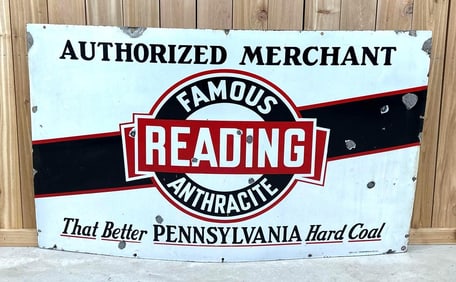 AUTHORIZED MERCHANT
FAMOUS
READING
ANTHRACITE
That Better PENNSYLVANIA Hard Coal